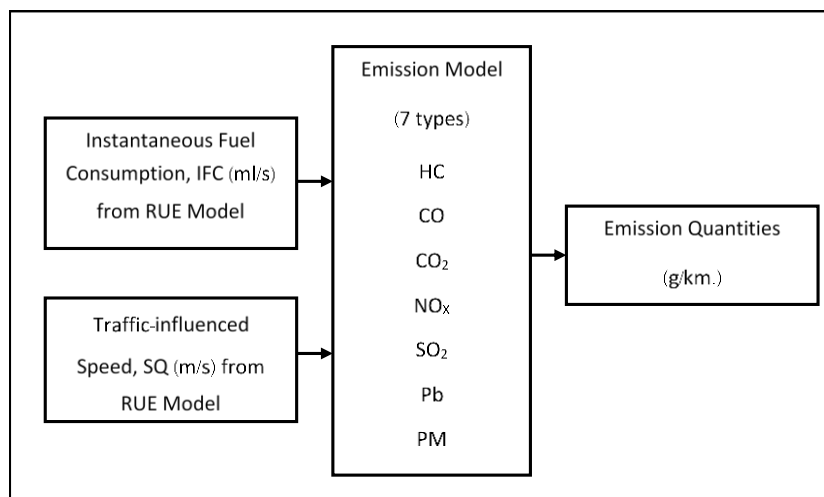 Instantaneous Fuel
Consumption, IFC (ml/s)
from RUE Model
Traffic-influenced
Speed, SQ (m/s) from
RUE Model
Emission Model
(7 types)
HC
CO
CO₂
NOₓ
SO₂
Pb
PM
Emission Quantities
(g/km.)